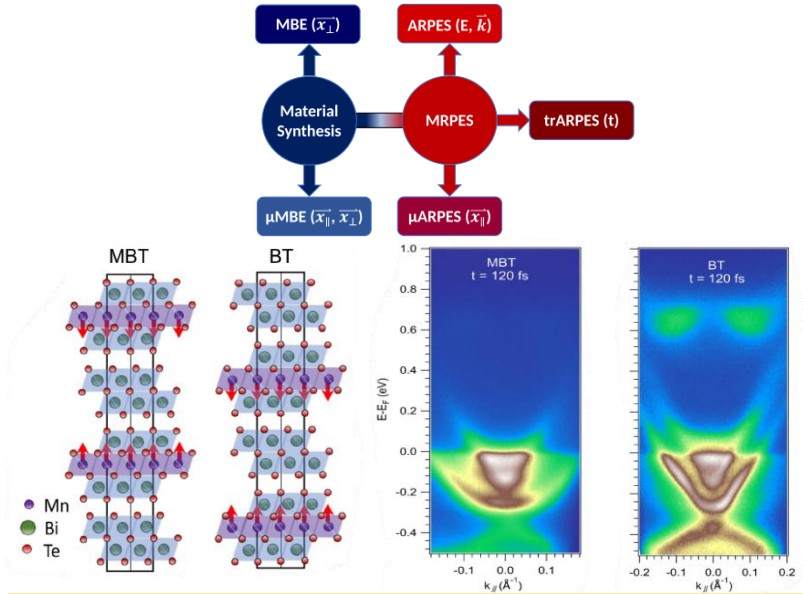 MBE (x⊥)
ARPES (E, k)
Material
Synthesis
MRPES
trARPES (t)
μMBE (x∥, x⊥)
μARPES (x∥)
MBT
BT
Mn
Bi
Te
MBT
t = 120 fs
1.0
0.8
0.6
0.4
0.2
0.0
-0.2
-0.4
E-EF (eV)
-0.1
0.0
0.1
k// (Å⁻¹)
BT
t = 120 fs
-0.2
-0.1
0.0
0.1
0.2
k// (Å⁻¹)